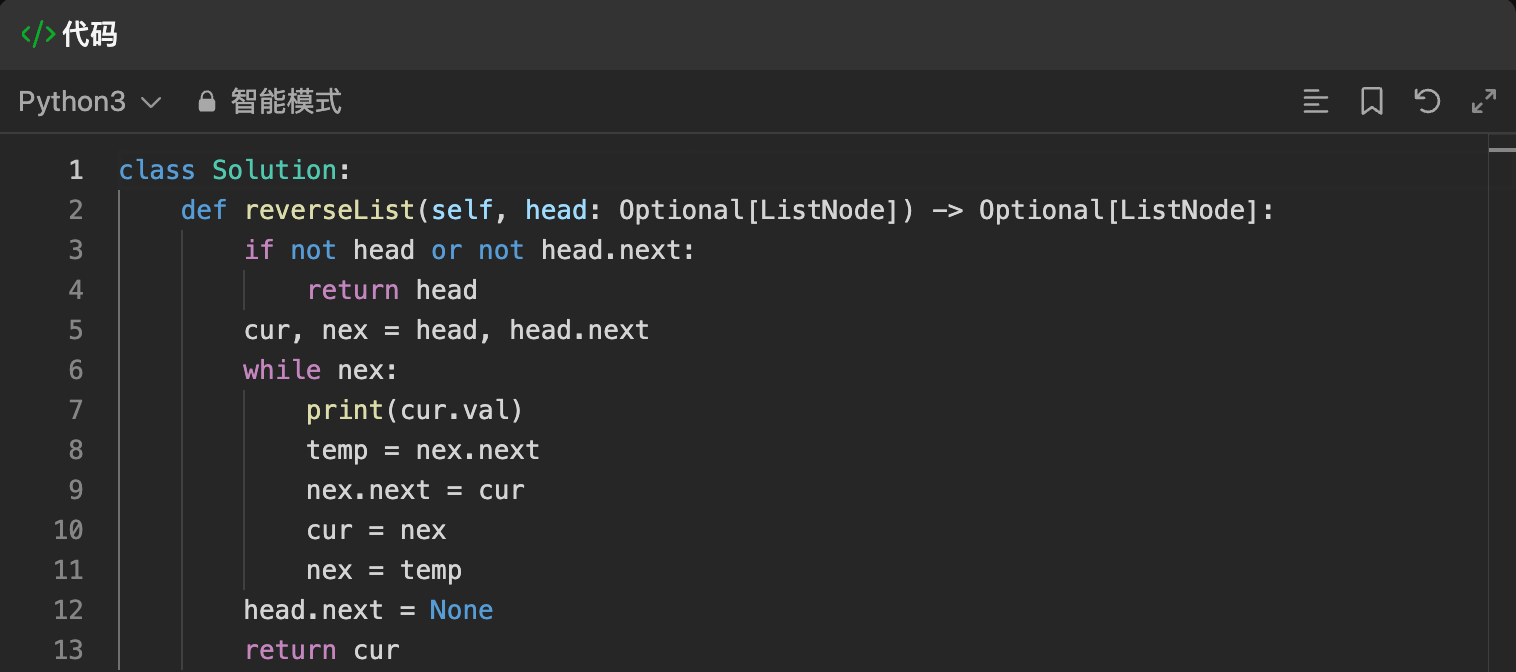 </> 代码
Python3 智能模式
1 class Solution:
2     def reverseList(self, head: Optional[ListNode]) -> Optional[ListNode]:
3         if not head or not head.next:
4             return head
5         cur, nex = head, head.next
6         while nex:
7             print(cur.val)
8             temp = nex.next
9             nex.next = cur
10             cur = nex
11             nex = temp
12         head.next = None
13         return cur